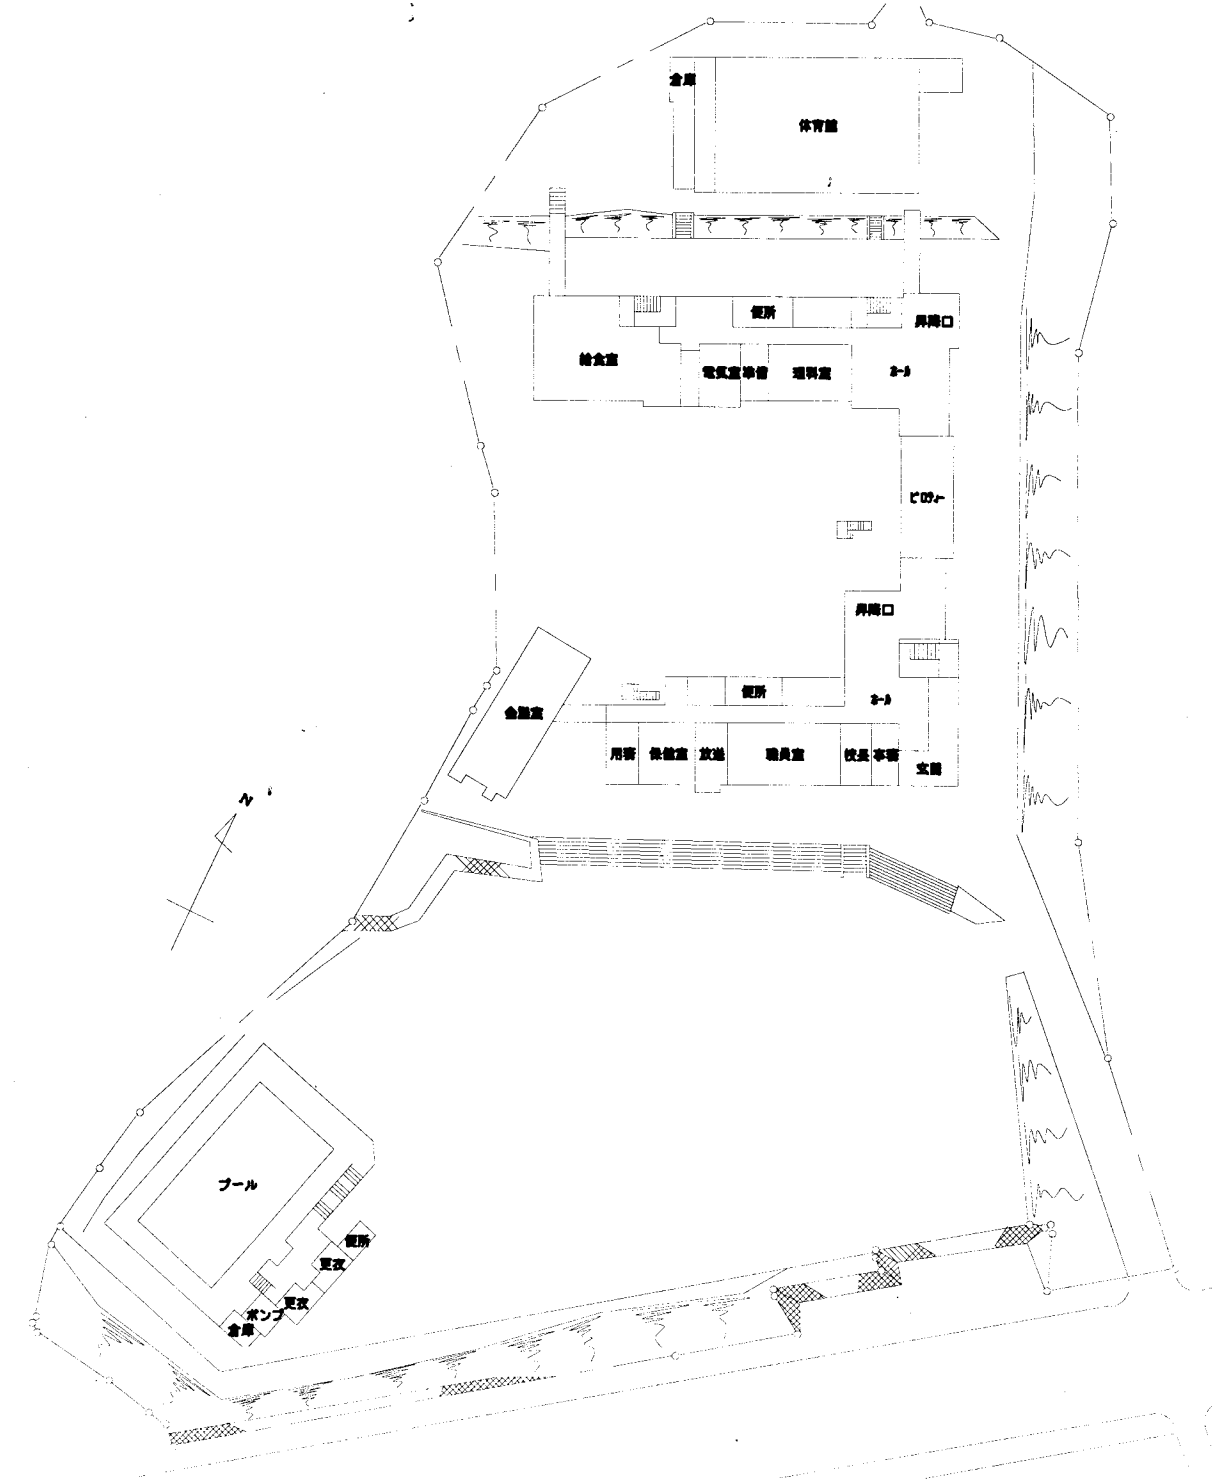 倉庫
体育館
便所
昇降口
給食室
電気室
準備
理科室
ホール
ピロティー
昇降口
便所
ホール
会議室
用務
保健室
放送
職員室
校長
事務
玄関
N
プール
便所
更衣
更衣
ポンプ
倉庫